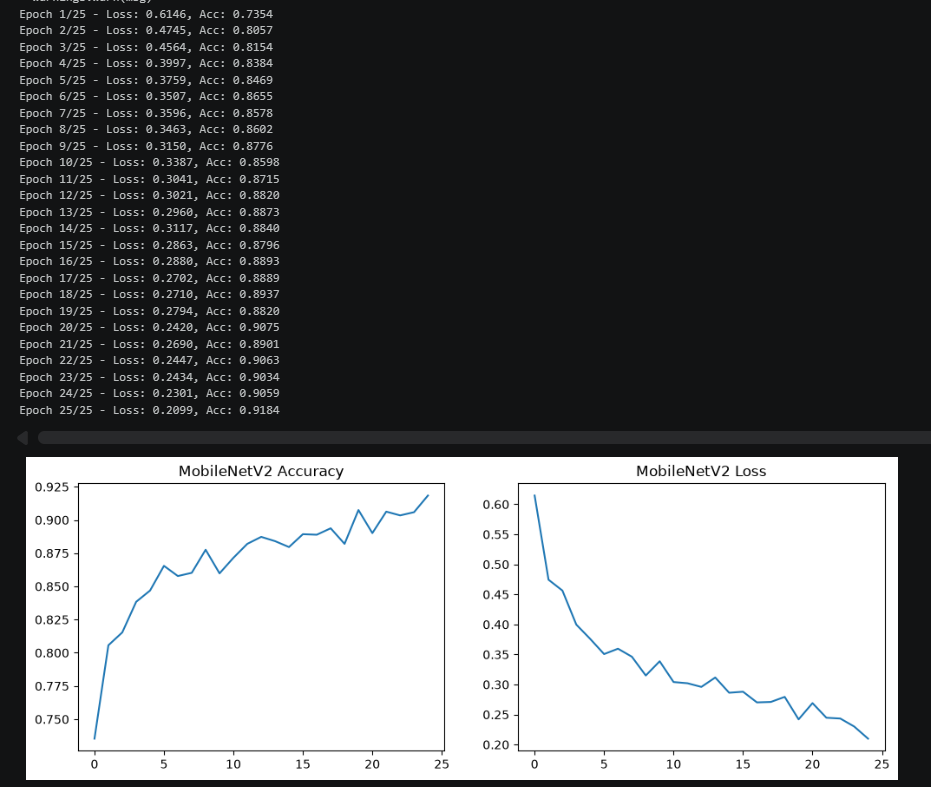 Epoch 1/25 - Loss: 0.6146, Acc: 0.7354
Epoch 2/25 - Loss: 0.4745, Acc: 0.8057
Epoch 3/25 - Loss: 0.4564, Acc: 0.8154
Epoch 4/25 - Loss: 0.3997, Acc: 0.8384
Epoch 5/25 - Loss: 0.3759, Acc: 0.8469
Epoch 6/25 - Loss: 0.3507, Acc: 0.8655
Epoch 7/25 - Loss: 0.3596, Acc: 0.8578
Epoch 8/25 - Loss: 0.3463, Acc: 0.8602
Epoch 9/25 - Loss: 0.3150, Acc: 0.8776
Epoch 10/25 - Loss: 0.3387, Acc: 0.8598
Epoch 11/25 - Loss: 0.3041, Acc: 0.8715
Epoch 12/25 - Loss: 0.3021, Acc: 0.8820
Epoch 13/25 - Loss: 0.2960, Acc: 0.8873
Epoch 14/25 - Loss: 0.3117, Acc: 0.8840
Epoch 15/25 - Loss: 0.2863, Acc: 0.8796
Epoch 16/25 - Loss: 0.2880, Acc: 0.8893
Epoch 17/25 - Loss: 0.2702, Acc: 0.8889
Epoch 18/25 - Loss: 0.2710, Acc: 0.8937
Epoch 19/25 - Loss: 0.2794, Acc: 0.8820
Epoch 20/25 - Loss: 0.2420, Acc: 0.9075
Epoch 21/25 - Loss: 0.2690, Acc: 0.8901
Epoch 22/25 - Loss: 0.2447, Acc: 0.9063
Epoch 23/25 - Loss: 0.2434, Acc: 0.9034
Epoch 24/25 - Loss: 0.2301, Acc: 0.9059
Epoch 25/25 - Loss: 0.2099, Acc: 0.9184
MobileNetV2 Accuracy
0.925
0.900
0.875
0.850
0.825
0.800
0.775
0.750
0 5 10 15 20 25
MobileNetV2 Loss
0.60
0.55
0.50
0.45
0.40
0.35
0.30
0.25
0.20
0 5 10 15 20 25